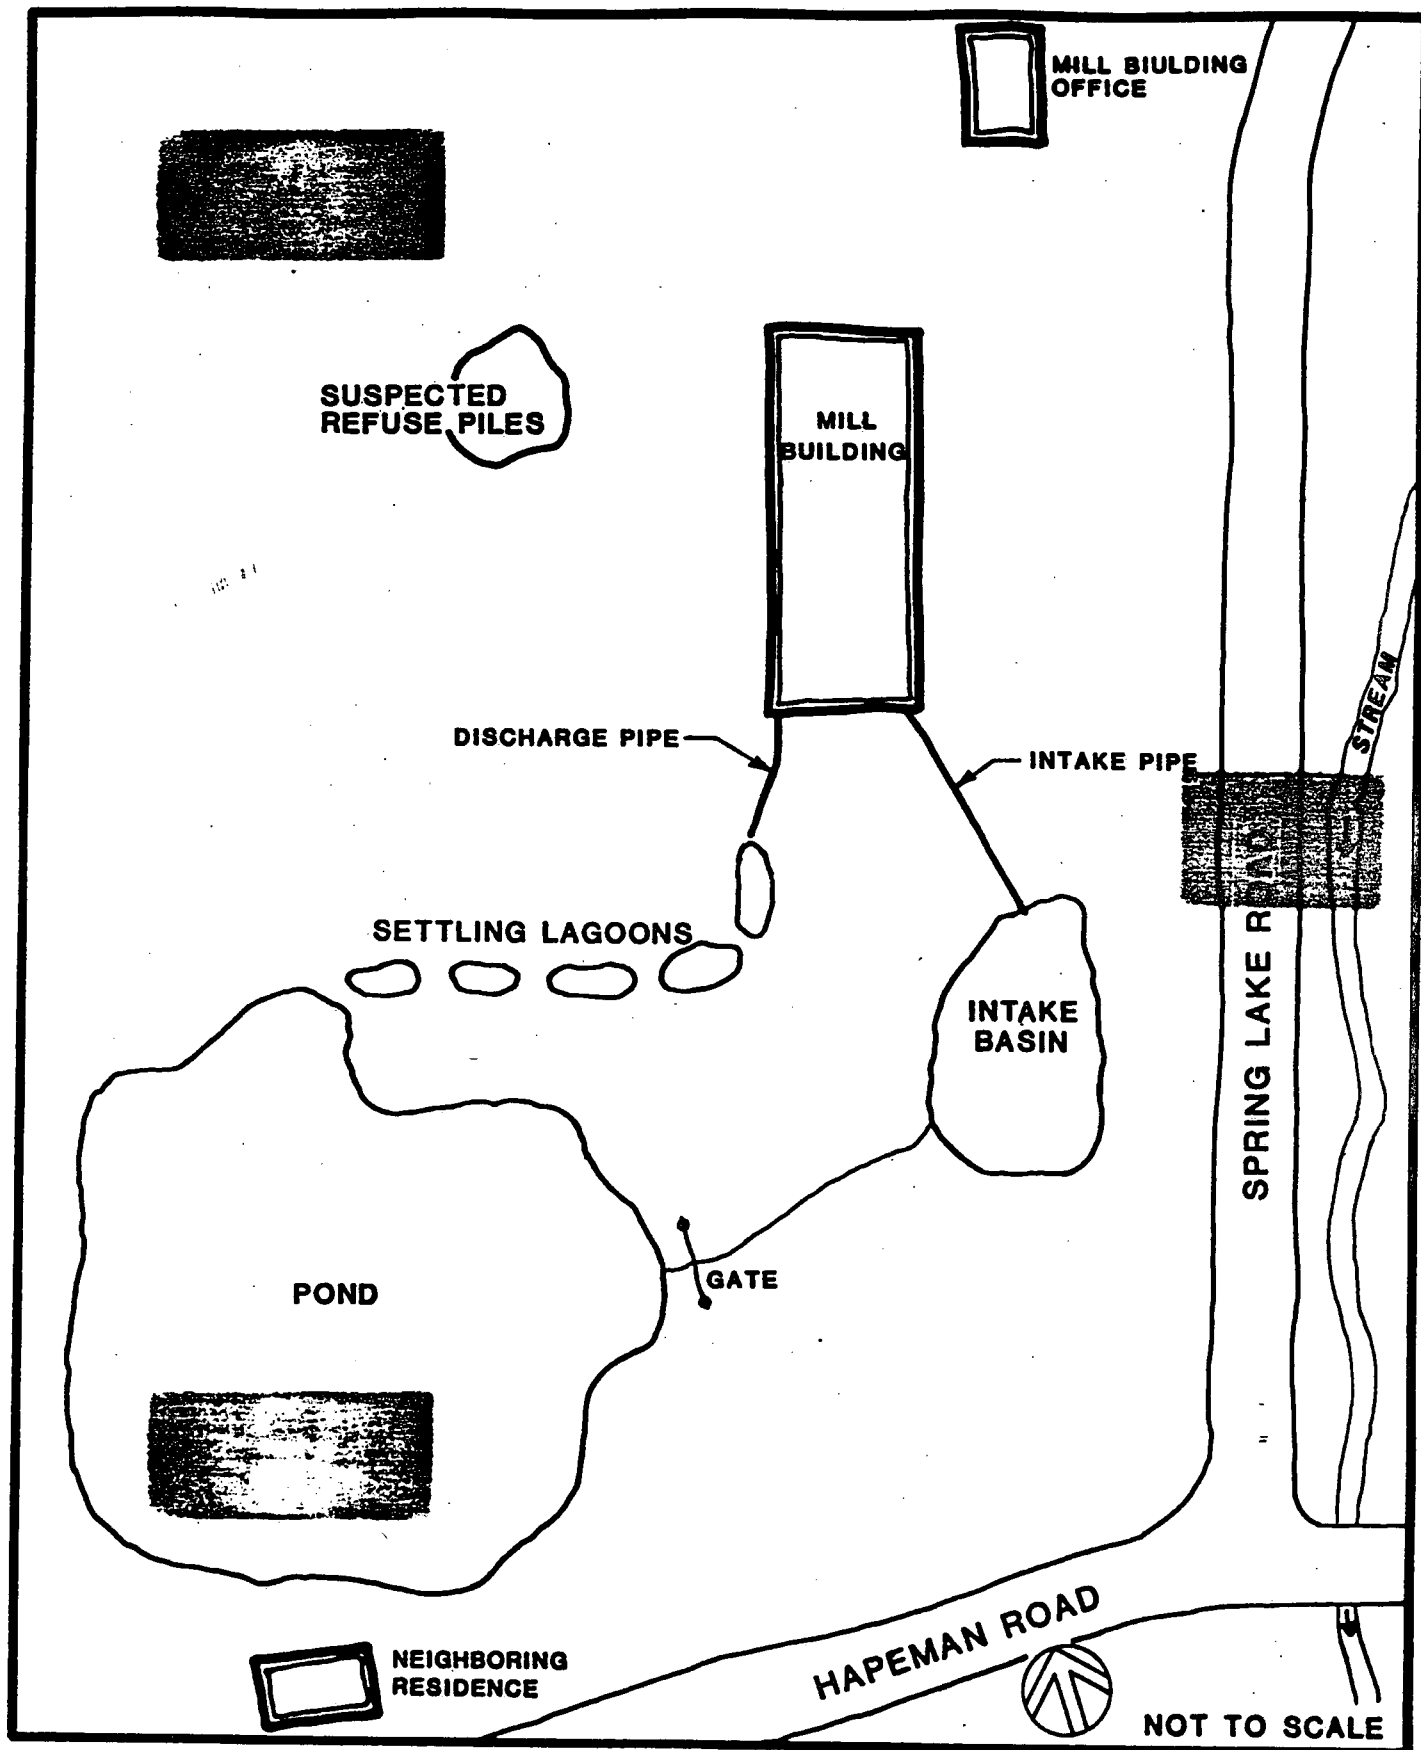 MILL BIULDING
OFFICE
SUSPECTED
REFUSE PILES
MILL
BUILDING
DISCHARGE PIPE
INTAKE PIPE
STREAM
SETTLING LAGOONS
INTAKE
BASIN
SPRING LAKE ROAD
GATE
POND
HAPEMAN ROAD
NEIGHBORING
RESIDENCE
NOT TO SCALE